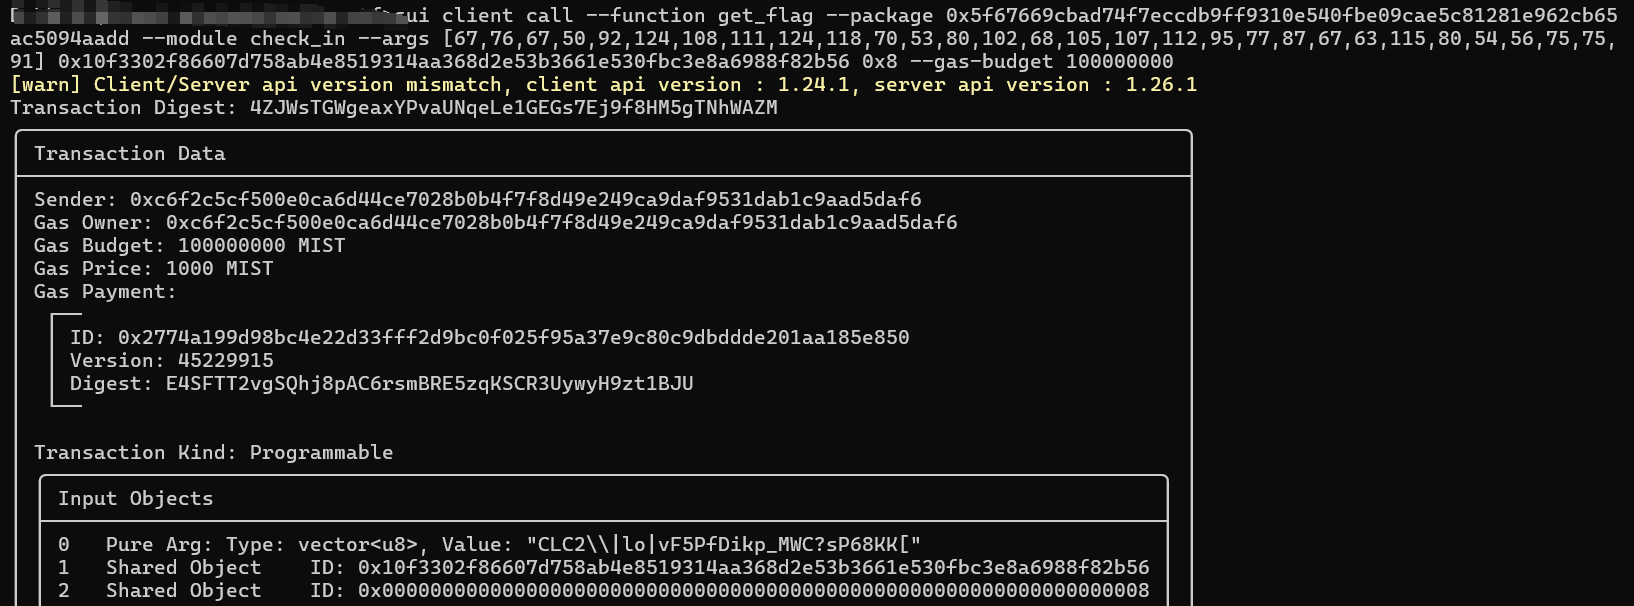 sui client call --function get_flag --package 0x5f67669cbad74f7eccdb9ff9310e540fbe09cae5c81281e962cb65
ac5094aadd --module check_in --args [67,76,67,50,92,124,108,111,124,118,70,53,80,102,68,105,107,112,95,77,87,67,63,115,80,54,56,75,75,
91] 0x10f3302f86607d758ab4e8519314aa368d2e53b3661e530fbc3e8a6988f82b56 0x8 --gas-budget 100000000
[warn] Client/Server api version mismatch, client api version : 1.24.1, server api version : 1.26.1
Transaction Digest: 4ZJWsTGWgeaxYPvaUNqeLe1GEGs7Ej9f8HM5gTNhWAZM
Transaction Data
Sender: 0xc6f2c5cf500e0ca6d44ce7028b0b4f7f8d49e249ca9daf9531dab1c9aad5daf6
Gas Owner: 0xc6f2c5cf500e0ca6d44ce7028b0b4f7f8d49e249ca9daf9531dab1c9aad5daf6
Gas Budget: 100000000 MIST
Gas Price: 1000 MIST
Gas Payment:
ID: 0x2774a199d98bc4e22d33fff2d9bc0f025f95a37e9c80c9dbddde201aa185e850
Version: 45229915
Digest: E4SFTT2vgSQhj8pAC6rsmBRE5zqKSCR3UywyH9zt1BJU
Transaction Kind: Programmable
Input Objects
0 Pure Arg: Type: vector<u8>, Value: "CLC2\\|lo|vF5PfDikp_MWC?sP68KK["
1 Shared Object ID: 0x10f3302f86607d758ab4e8519314aa368d2e53b3661e530fbc3e8a6988f82b56
2 Shared Object ID: 0x0000000000000000000000000000000000000000000000000000000000000008